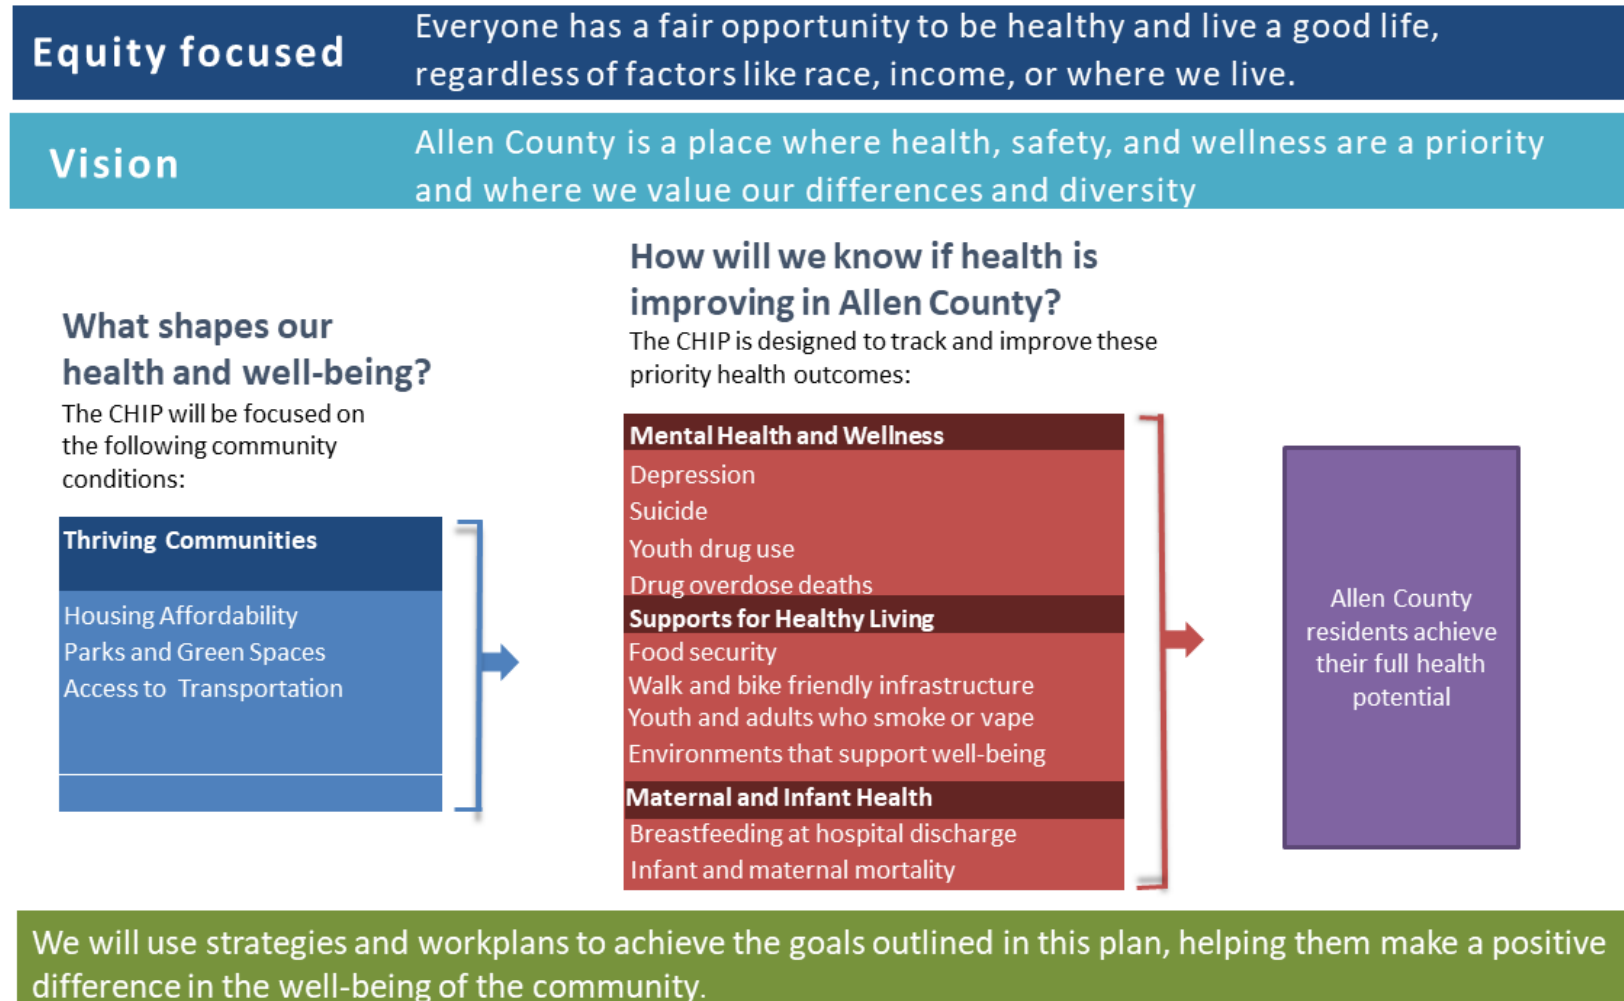 Equity focused
Everyone has a fair opportunity to be healthy and live a good life,
regardless of factors like race, income, or where we live.
Vision
Allen County is a place where health, safety, and wellness are a priority
and where we value our differences and diversity
What shapes our
health and well-being?
The CHIP will be focused on
the following community
conditions:
Thriving Communities
Housing Affordability
Parks and Green Spaces
Access to Transportation
How will we know if health is
improving in Allen County?
The CHIP is designed to track and improve these
priority health outcomes:
Mental Health and Wellness
Depression
Suicide
Youth drug use
Drug overdose deaths
Supports for Healthy Living
Food security
Walk and bike friendly infrastructure
Youth and adults who smoke or vape
Environments that support well-being
Maternal and Infant Health
Breastfeeding at hospital discharge
Infant and maternal mortality
Allen County
residents achieve
their full health
potential
We will use strategies and workplans to achieve the goals outlined in this plan, helping them make a positive
difference in the well-being of the community.